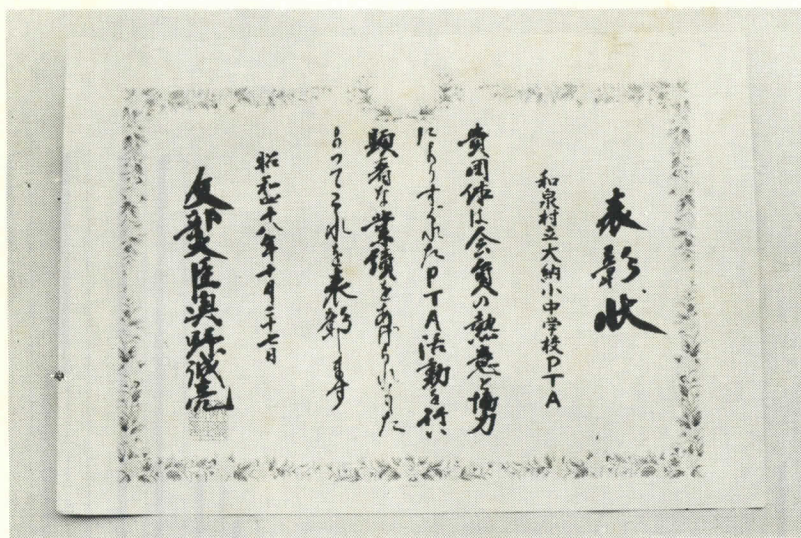 表彰状
和泉村立大納小中学校PTA
貴団体は会員の熱意と協力
によりすぐれたPTA活動を行い
顕著な業績をあげられました
よつてこれを表彰します
昭和四十八年十月二十七日
文部大臣奥野誠亮